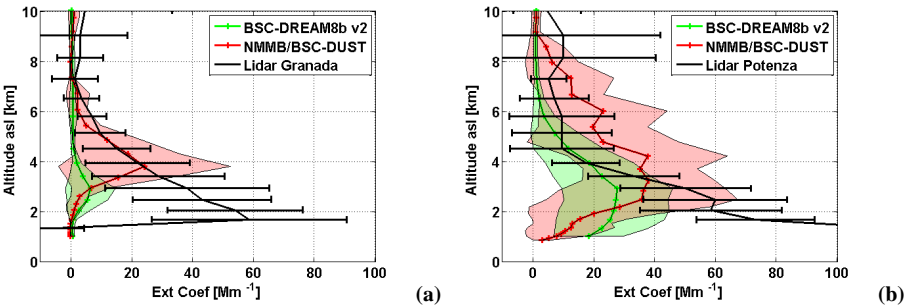 BSC-DREAM8b v2
NMMB/BSC-DUST
Lidar Granada
Altitude asl [km]
10
8
6
4
2
0
0 20 40 60 80 100
Ext Coef [Mm -1]
(a)
BSC-DREAM8b v2
NMMB/BSC-DUST
Lidar Potenza
Altitude asl [km]
10
8
6
4
2
0
0 20 40 60 80 100
Ext Coef [Mm -1]
(b)